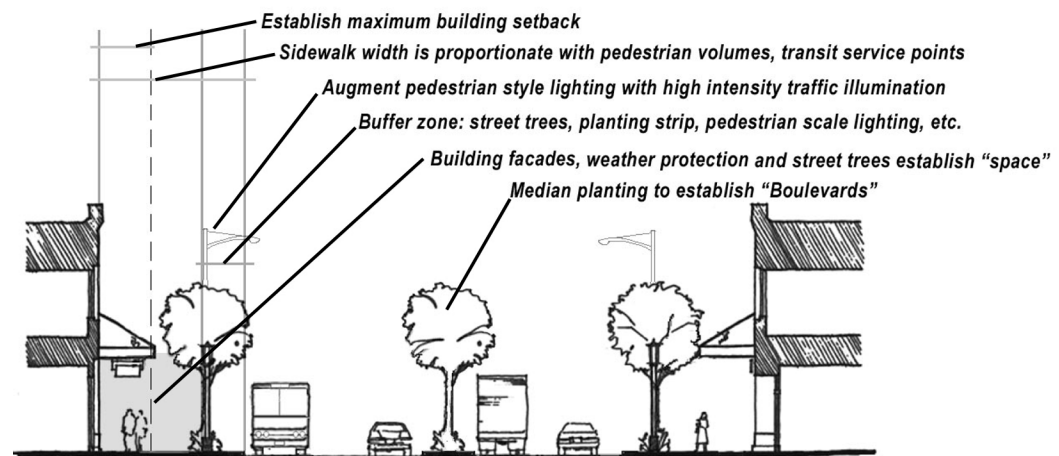 Establish maximum building setback
Sidewalk width is proportionate with pedestrian volumes, transit service points
Augment pedestrian style lighting with high intensity traffic illumination
Buffer zone: street trees, planting strip, pedestrian scale lighting, etc.
Building facades, weather protection and street trees establish “space”
Median planting to establish “Boulevards”